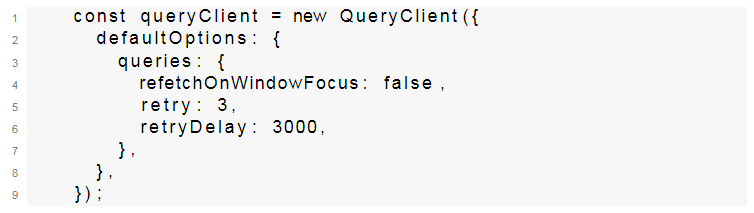 1 const queryClient = new QueryClient({
2 defaultOptions: {
3 queries: {
4 refetchOnWindowFocus: false,
5 retry: 3,
6 retryDelay: 3000,
7 },
8 },
9 });